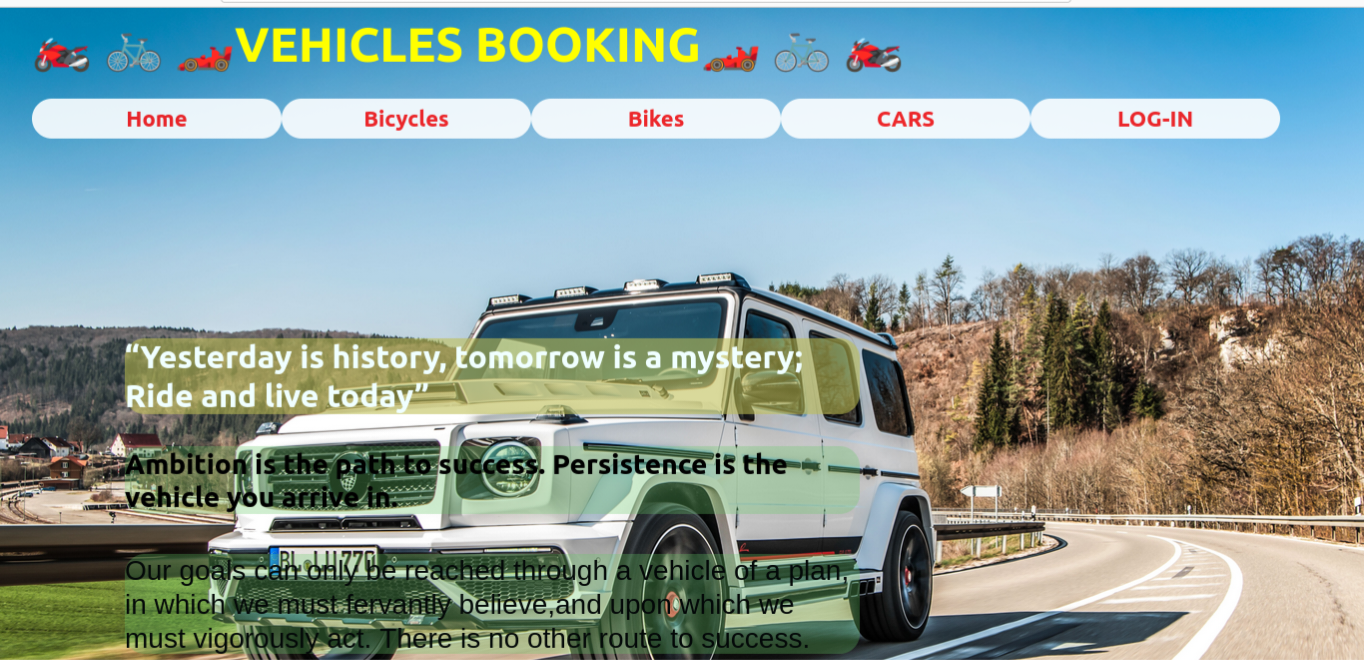 VEHICLES BOOKING
Home Bicycles Bikes CARS LOG-IN
“Yesterday is history, tomorrow is a mystery;
Ride and live today”
Ambition is the path to success. Persistence is the
vehicle you arrive in.
Our goals can only be reached through a vehicle of a plan,
in which we must fervantly believe,and upon which we
must vigorously act. There is no other route to success.